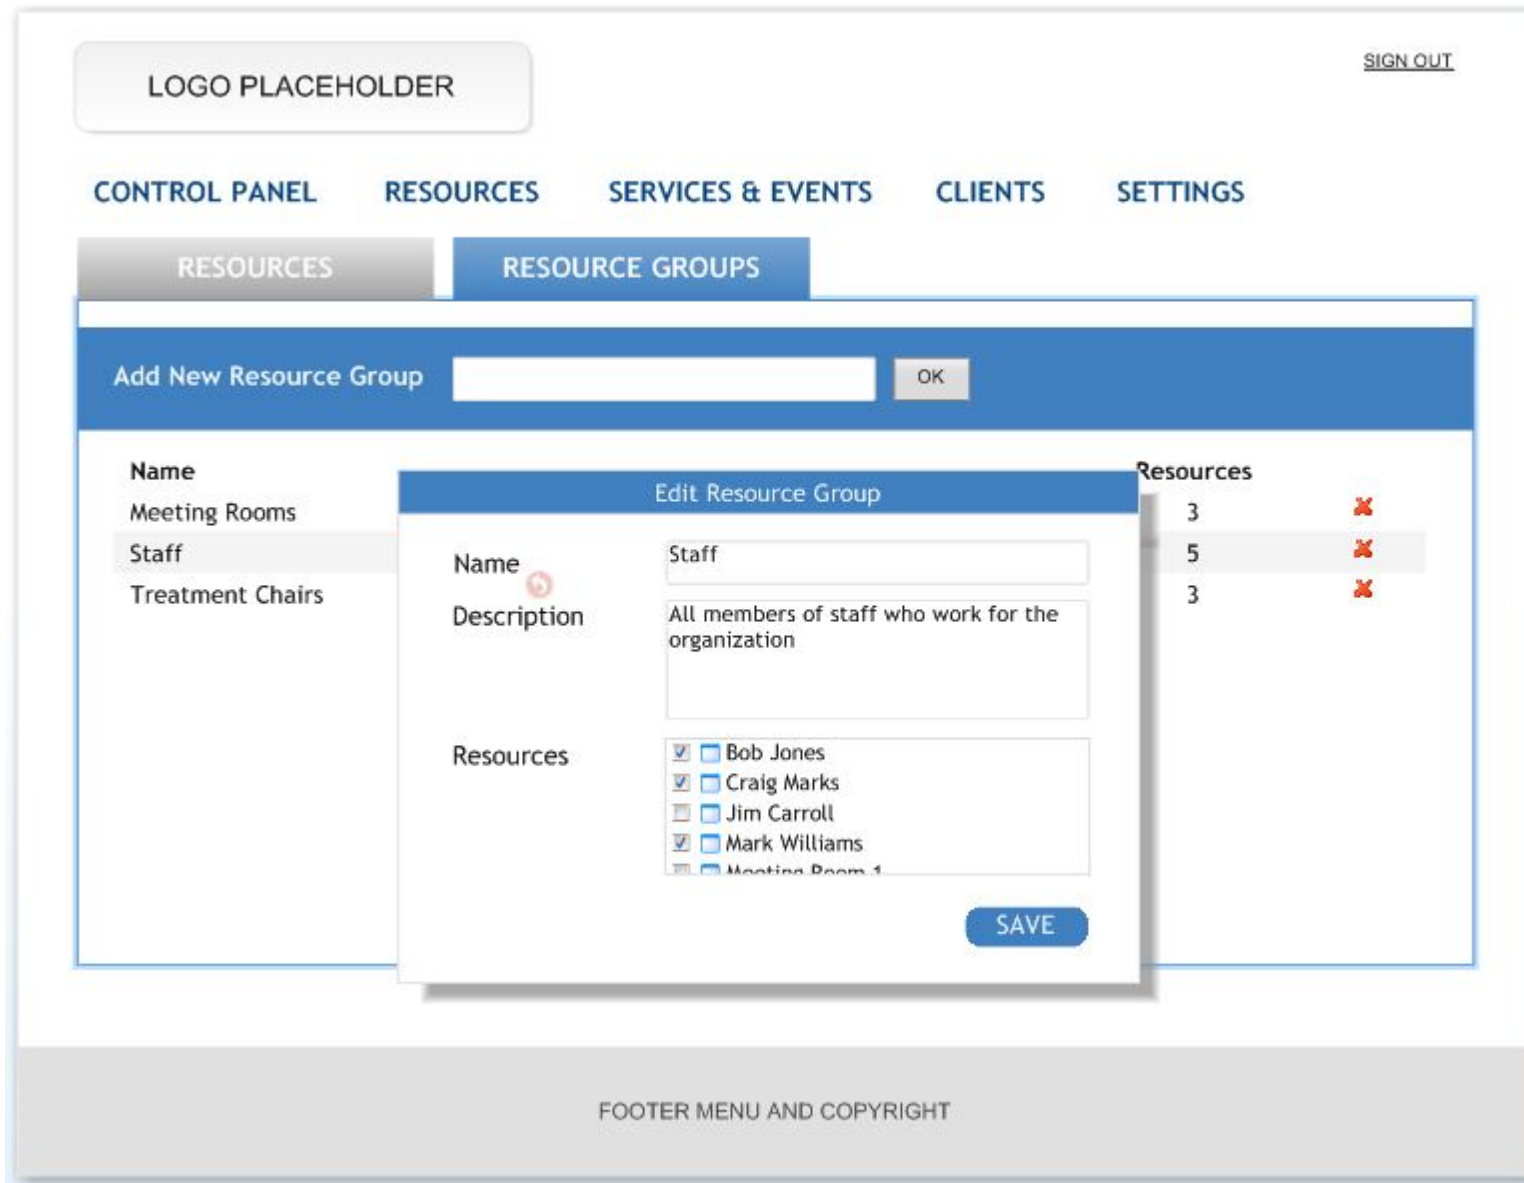 LOGO PLACEHOLDER
SIGN OUT
CONTROL PANEL RESOURCES SERVICES & EVENTS CLIENTS SETTINGS
RESOURCES RESOURCE GROUPS
Add New Resource Group OK
Name Resources
Meeting Rooms 3
Staff 5
Treatment Chairs 3
Edit Resource Group
Name Staff
Description All members of staff who work for the
organization
Resources Bob Jones
Craig Marks
Jim Carroll
Mark Williams
Meeting Room 1
SAVE
FOOTER MENU AND COPYRIGHT